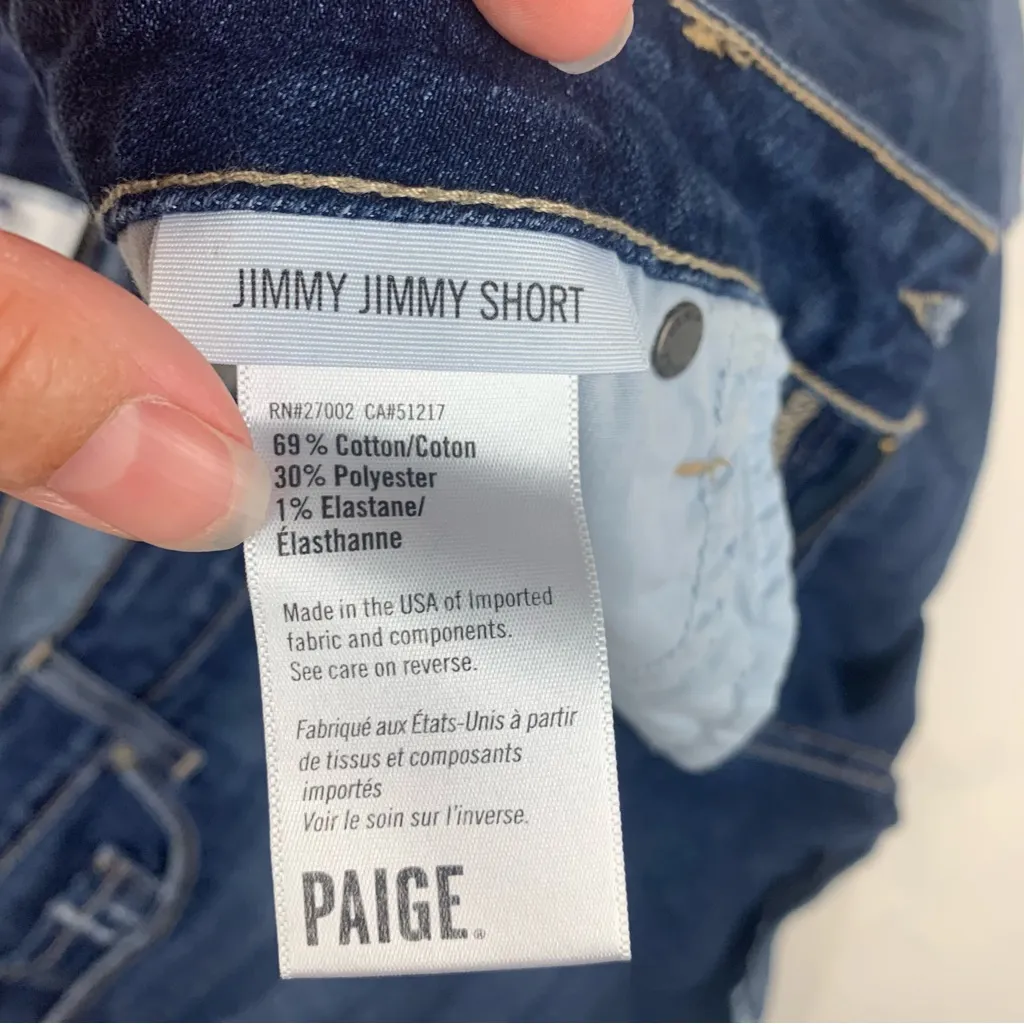 JIMMY JIMMY SHORT
RN#27002 CA#51217
69% Cotton/Coton
30% Polyester
1% Elastane/
Élasthanne
Made in the USA of Imported
fabric and components.
See care on reverse.
Fabriqué aux États-Unis à partir
de tissus et composants
importés
Voir le soin sur l'inverse.
PAIGE®